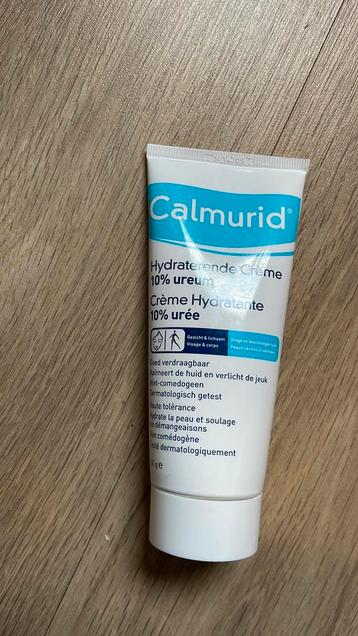 Calmurid®
Hydraterende Crème
10% ureum
Crème Hydratante
10% urée
Gezicht & lichaam
Visage & corps
Droge en beschadigde huid
Peaux sèches et abîmées
Goed verdraagbaar
Kalmeert de huid en verlicht de jeuk
Niet-comedogeen
Dermatologisch getest
Haute tolérance
Hydrate la peau et soulage
les démangeaisons
Non comédogène
Testé dermatologiquement
g e